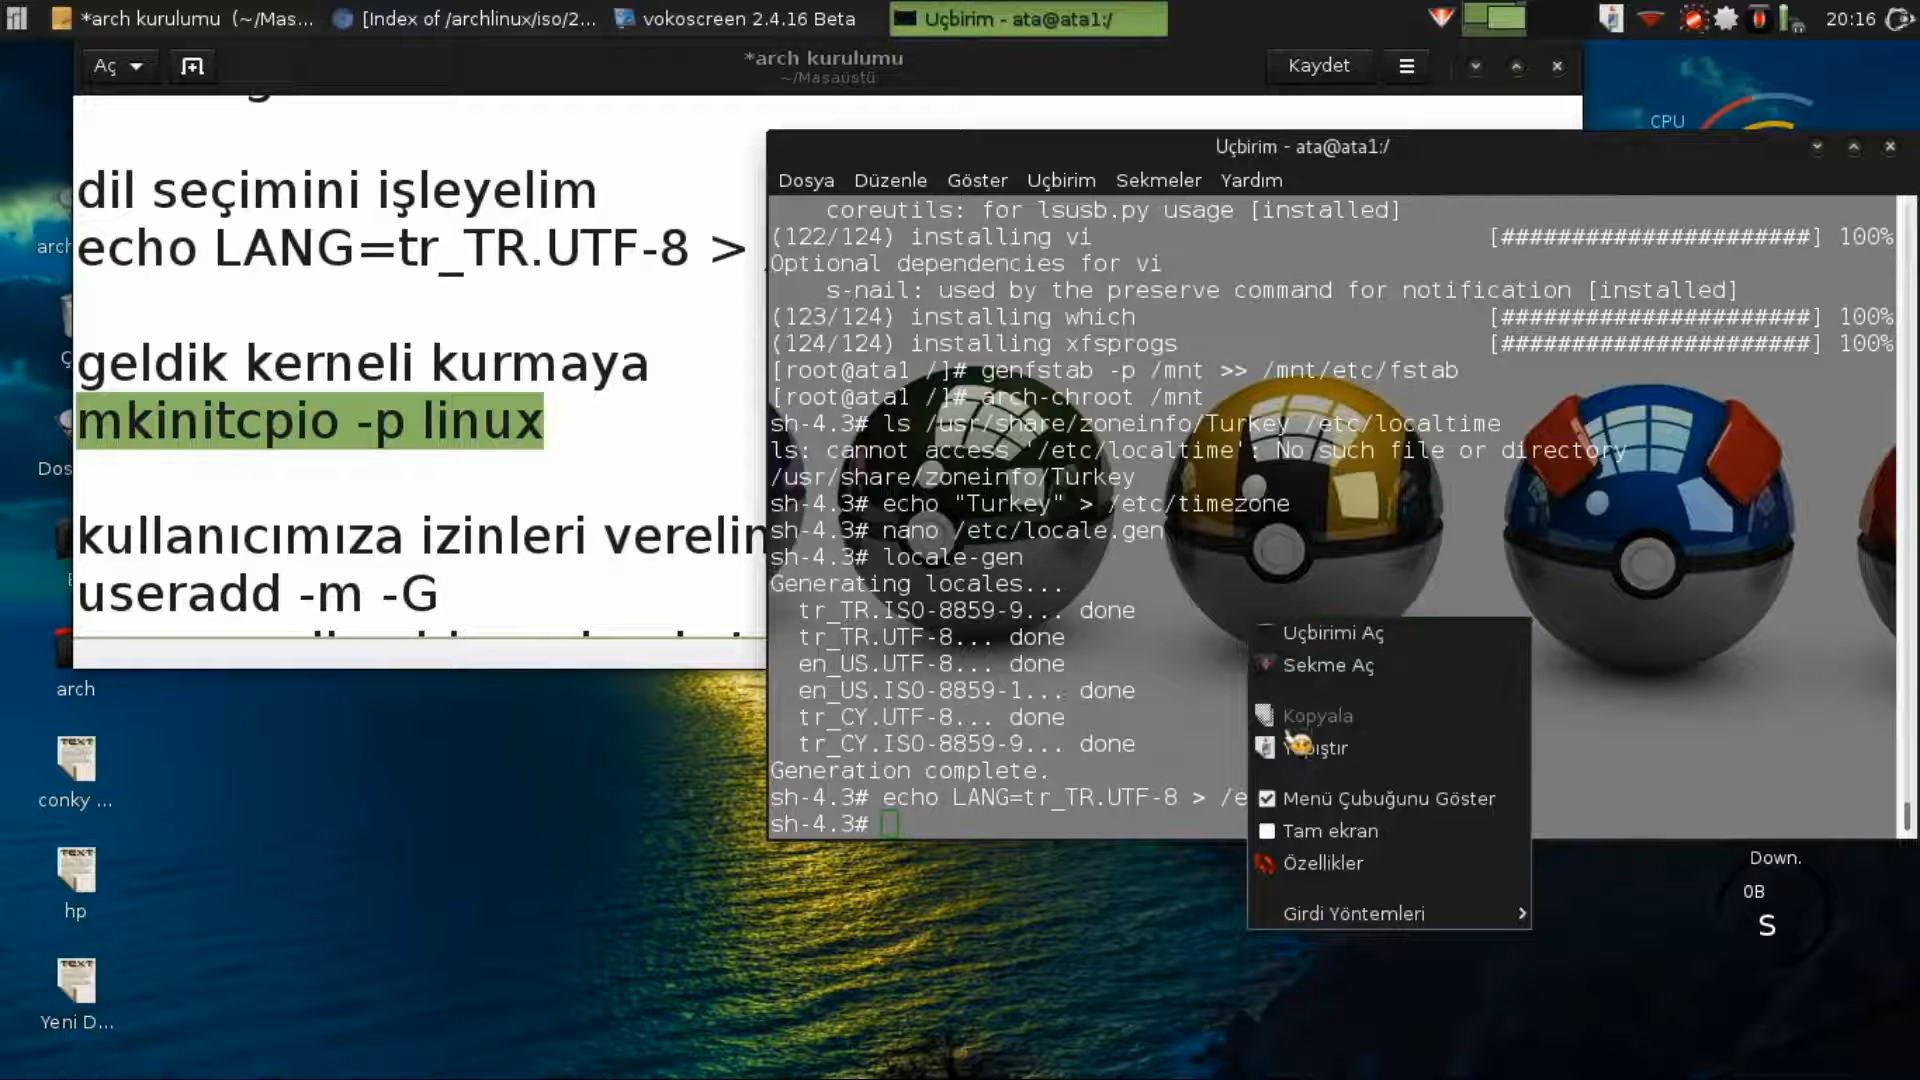 *arch kurulumu (~/Mas...
[Index of /archlinux/iso/2...
vokoscreen 2.4.16 Beta
Uçbirim - ata@ata1:/
20:16
Aç
*arch kurulumu
~/Masaüstü
Kaydet
dil seçimini işleyelim
echo LANG=tr_TR.UTF-8 >
geldik kerneli kurmaya
mkinitcpio -p linux
kullanıcımıza izinleri verelim
useradd -m -G
CPU
Uçbirim - ata@ata1:/
Dosya Düzenle Göster Uçbirim Sekmeler Yardım
coreutils: for lsusb.py usage [installed]
(122/124) installing vi [######################] 100%
Optional dependencies for vi
s-nail: used by the preserve command for notification [installed]
(123/124) installing which [######################] 100%
(124/124) installing xfsprogs [######################] 100%
[root@ata1 /]# genfstab -p /mnt >> /mnt/etc/fstab
[root@ata1 /]# arch-chroot /mnt
sh-4.3# ls /usr/share/zoneinfo/Turkey /etc/localtime
ls: cannot access '/etc/localtime': No such file or directory
/usr/share/zoneinfo/Turkey
sh-4.3# echo "Turkey" > /etc/timezone
sh-4.3# nano /etc/locale.gen
sh-4.3# locale-gen
Generating locales...
tr_TR.ISO-8859-9... done
tr_TR.UTF-8... done
en_US.UTF-8... done
en_US.ISO-8859-1... done
tr_CY.UTF-8... done
tr_CY.ISO-8859-9... done
Generation complete.
sh-4.3# echo LANG=tr_TR.UTF-8 > /e
sh-4.3#
Uçbirimi Aç
Sekme Aç
Kopyala
Yapıştır
Menü Çubuğunu Göster
Tam ekran
Özellikler
Girdi Yöntemleri
arch
TEXT
conky ...
TEXT
hp
TEXT
Yeni D...
Down.
0B
S